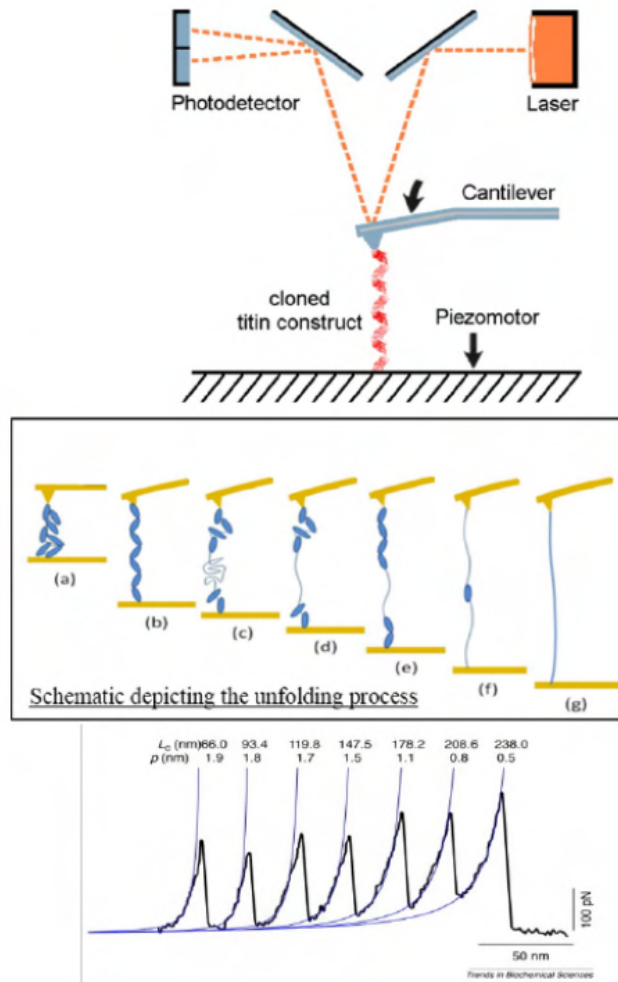 Photodetector
Laser
Cantilever
cloned
titin construct
Piezomotor
(a)
(b)
(c)
(d)
(e)
(f)
(g)
Schematic depicting the unfolding process
Lc (nm) 66.0 93.4 119.8 147.5 178.2 208.6 238.0
p (nm) 1.9 1.8 1.7 1.5 1.1 0.8 0.5
100 pN
50 nm
Trends in Biochemical Sciences